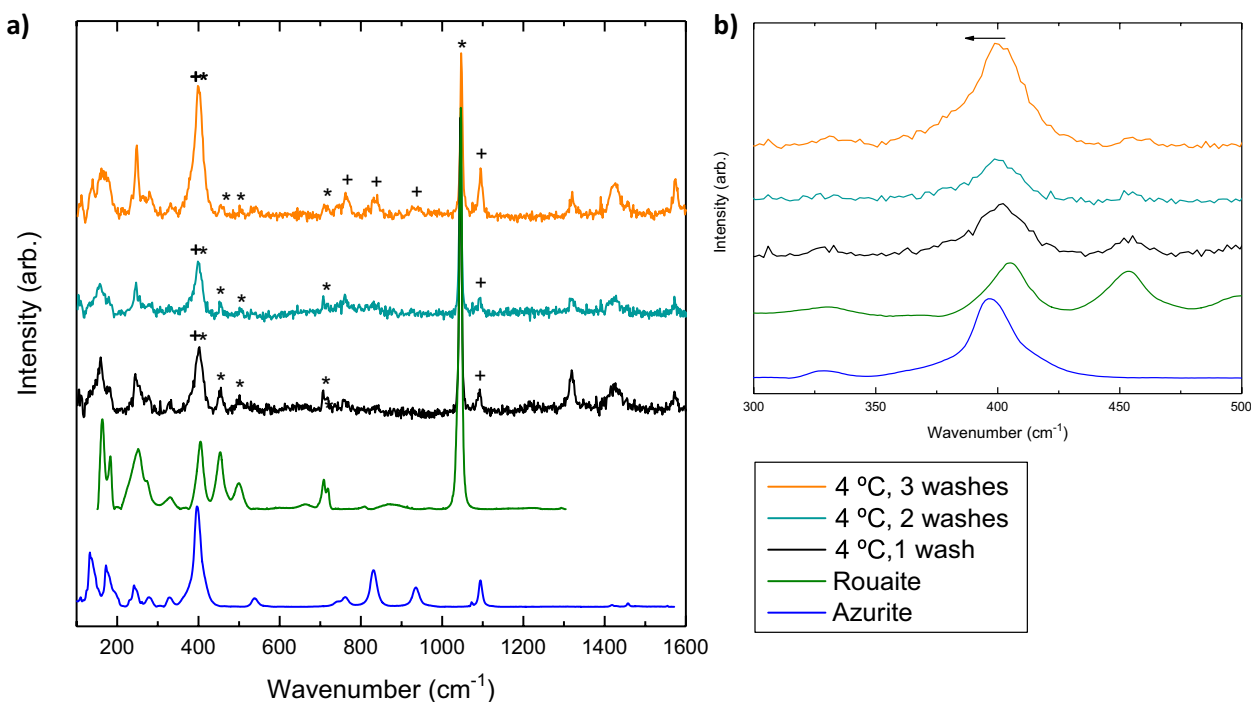 a)
*
+*
+
*
*
*
+
+
+
+*
*
*
*
+
+*
*
*
*
+
Intensity (arb.)
200 400 600 800 1000 1200 1400 1600
Wavenumber (cm-1)
b)
Intensity (arb.)
300 350 400 450 500
Wavenumber (cm-1)
4 ºC, 3 washes
4 ºC, 2 washes
4 ºC,1 wash
Rouaite
Azurite